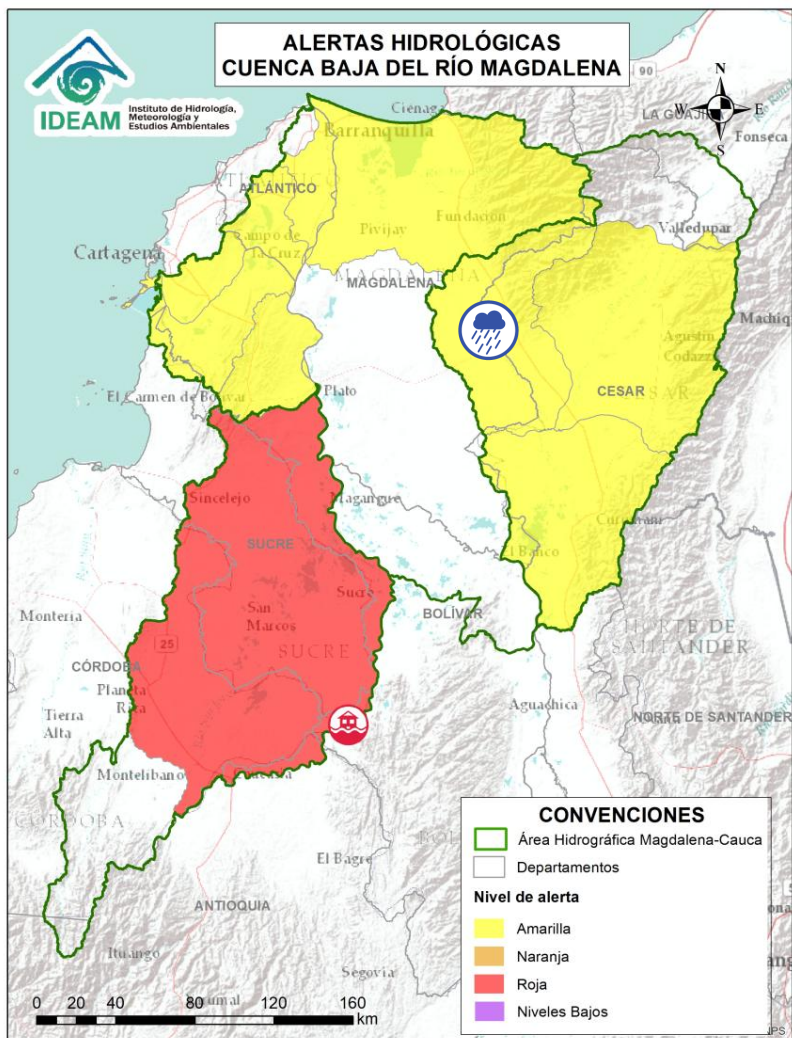 ALERTAS HIDROLÓGICAS
CUENCA BAJA DEL RÍO MAGDALENA
IDEAM
Instituto de Hidrología,
Meteorología y
Estudios Ambientales
N
W
E
S
90
LA GUAJIRA
Fonseca
Ciénaga
Barranquilla
ATLÁNTICO
Cartagena
Campo de
la Cruz
Pivijay
Fundación
Valledupar
MAGDALENA
MAGDALENA
Agustín
Codazzi
CESAR
El Carmen de Bolívar
Plato
Sincelejo
Magangué
SUCRE
Curumaní
El Banco
Sucre
BOLÍVAR
San
Marcos
SUCRE
Montería
25
CÓRDOBA
Planeta
Rica
Tierra
Alta
NORTE DE
SANTANDER
Aguachica
NORTE DE SANTANDER
Montelibano
Caucasia
CÓRDOBA
El Bagre
ANTIOQUIA
Ituango
Segovia
CONVENCIONES
Área Hidrográfica Magdalena-Cauca
Departamentos
Nivel de alerta
Amarilla
Naranja
Roja
Niveles Bajos
0 20 40 80 120 160
km